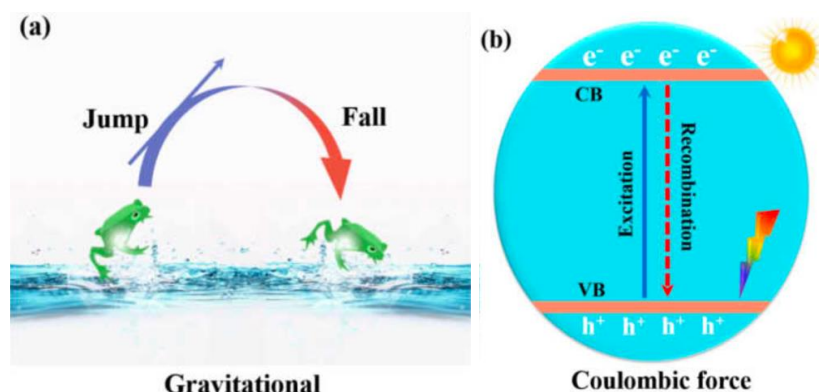 (a)
Jump
Fall
Gravitational
(b)
e- e- e- e-
CB
Excitation
Recombination
VB
h+ h+ h+ h+
Coulombic force